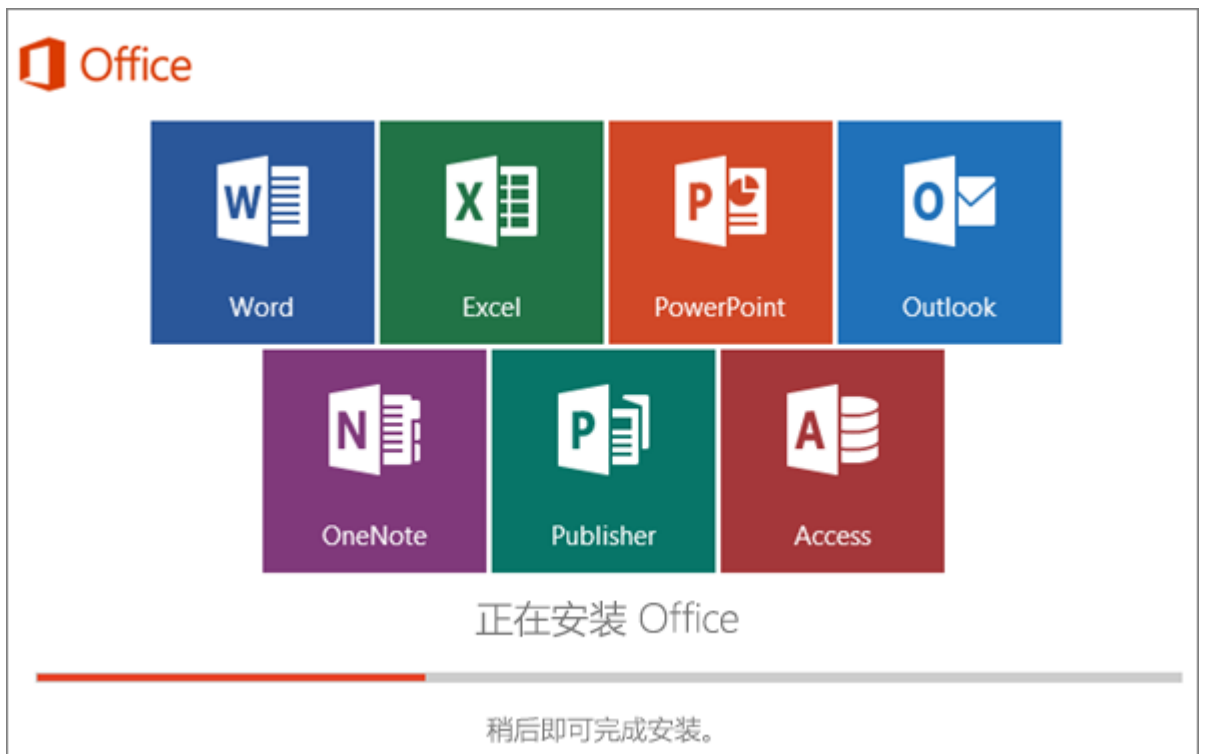 Office
Word Excel PowerPoint Outlook
OneNote Publisher Access
正在安装 Office
稍后即可完成安装。